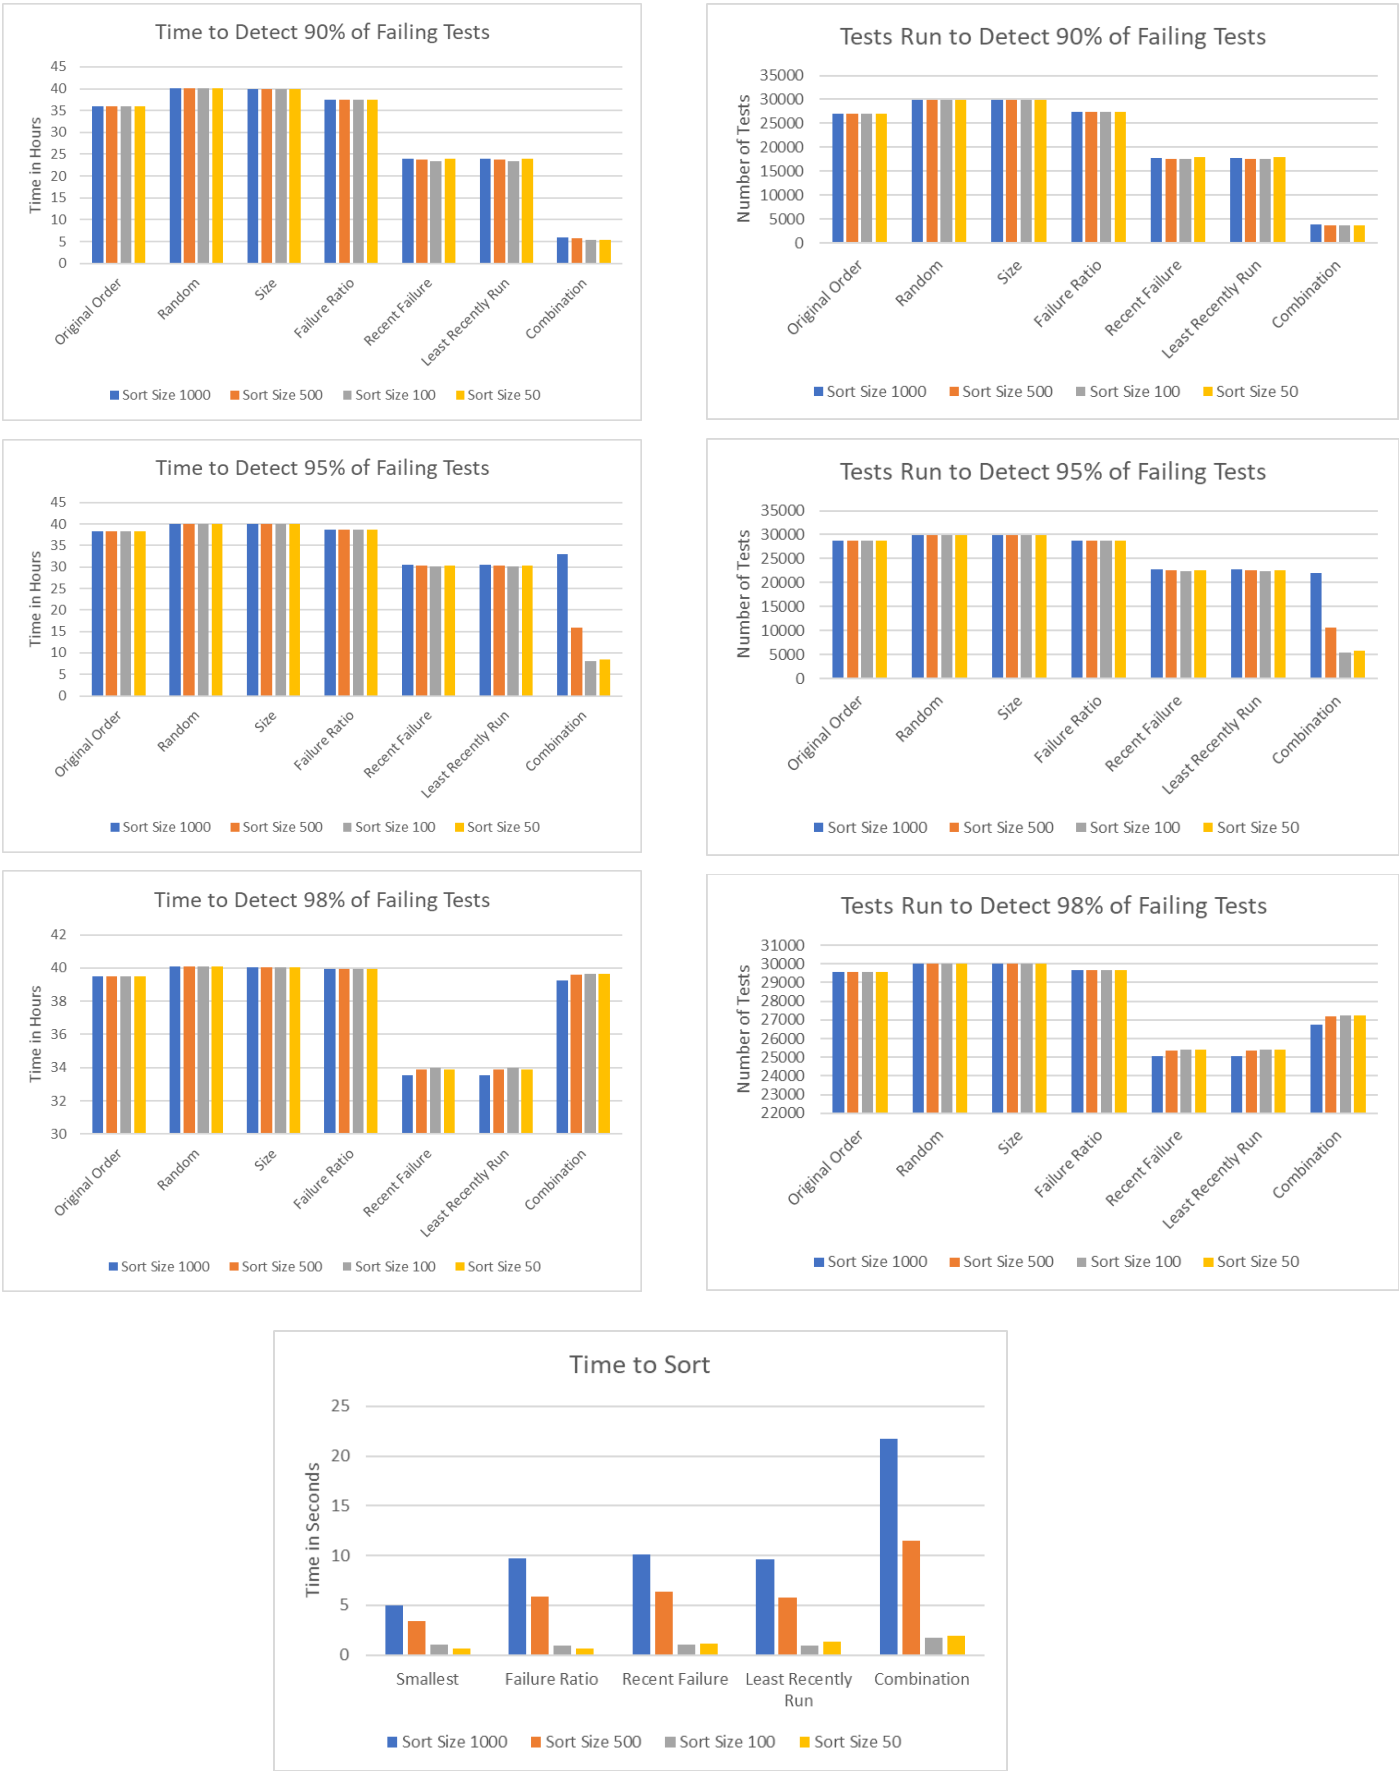 Time to Detect 90% of Failing Tests
Time in Hours
45
40
35
30
25
20
15
10
5
0
Original Order
Random
Size
Failure Ratio
Recent Failure
Least Recently Run
Combination
Sort Size 1000 Sort Size 500 Sort Size 100 Sort Size 50
Tests Run to Detect 90% of Failing Tests
Number of Tests
35000
30000
25000
20000
15000
10000
5000
0
Original Order
Random
Size
Failure Ratio
Recent Failure
Least Recently Run
Combination
Sort Size 1000 Sort Size 500 Sort Size 100 Sort Size 50
Time to Detect 95% of Failing Tests
Time in Hours
45
40
35
30
25
20
15
10
5
0
Original Order
Random
Size
Failure Ratio
Recent Failure
Least Recently Run
Combination
Sort Size 1000 Sort Size 500 Sort Size 100 Sort Size 50
Tests Run to Detect 95% of Failing Tests
Number of Tests
35000
30000
25000
20000
15000
10000
5000
0
Original Order
Random
Size
Failure Ratio
Recent Failure
Least Recently Run
Combination
Sort Size 1000 Sort Size 500 Sort Size 100 Sort Size 50
Time to Detect 98% of Failing Tests
Time in Hours
42
40
38
36
34
32
30
Original Order
Random
Size
Failure Ratio
Recent Failure
Least Recently Run
Combination
Sort Size 1000 Sort Size 500 Sort Size 100 Sort Size 50
Tests Run to Detect 98% of Failing Tests
Number of Tests
31000
30000
29000
28000
27000
26000
25000
24000
23000
22000
Original Order
Random
Size
Failure Ratio
Recent Failure
Least Recently Run
Combination
Sort Size 1000 Sort Size 500 Sort Size 100 Sort Size 50
Time to Sort
Time in Seconds
25
20
15
10
5
0
Smallest Failure Ratio Recent Failure Least Recently Combination
Run
Sort Size 1000 Sort Size 500 Sort Size 100 Sort Size 50